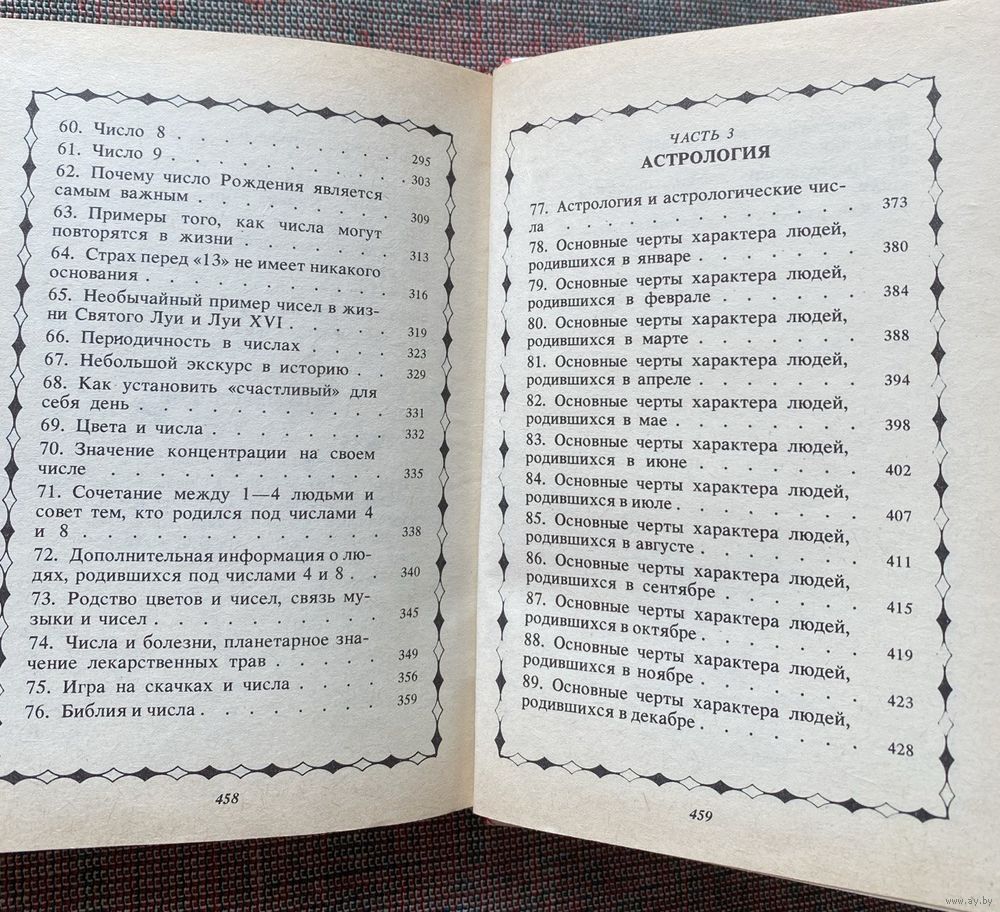 60. Число 8 . . . . . . . . . . . 295
61. Число 9 . . . . . . . . . . . 303
62. Почему число Рождения является
самым важным . . . . . . . . . 309
63. Примеры того, как числа могут
повторятся в жизни . . . . . . . 313
64. Страх перед «13» не имеет никакого
основания . . . . . . . . . . . 316
65. Необычайный пример чисел в жиз-
ни Святого Луи и Луи XVI . . . . . 319
66. Периодичность в числах . . . . 323
67. Небольшой экскурс в историю . . 329
68. Как установить «счастливый» для
себя день . . . . . . . . . . . 331
69. Цвета и числа . . . . . . . . . 332
70. Значение концентрации на своем
числе . . . . . . . . . . . . 335
71. Сочетание между 1—4 людьми и
совет тем, кто родился под числами 4
и 8 . . . . . . . . . . . . . 338
72. Дополнительная информация о лю-
дях, родившихся под числами 4 и 8 . . 340
73. Родство цветов и чисел, связь му-
зыки и чисел . . . . . . . . . . 345
74. Числа и болезни, планетарное зна-
чение лекарственных трав . . . . . 349
75. Игра на скачках и числа . . . . . 356
76. Библия и числа . . . . . . . . . 359
458
ЧАСТЬ 3
АСТРОЛОГИЯ
77. Астрология и астрологические чис-
ла . . . . . . . . . . . . . 373
78. Основные черты характера людей,
родившихся в январе . . . . . . . 380
79. Основные черты характера людей,
родившихся в феврале . . . . . . 384
80. Основные черты характера людей,
родившихся в марте . . . . . . . 388
81. Основные черты характера людей,
родившихся в апреле . . . . . . . 394
82. Основные черты характера людей,
родившихся в мае . . . . . . . . 398
83. Основные черты характера людей,
родившихся в июне . . . . . . . 402
84. Основные черты характера людей,
родившихся в июле . . . . . . . . 407
85. Основные черты характера людей,
родившихся в августе . . . . . . . 411
86. Основные черты характера людей,
родившихся в сентябре . . . . . . 415
87. Основные черты характера людей,
родившихся в октябре . . . . . . . 419
88. Основные черты характера людей,
родившихся в ноябре . . . . . . . 423
89. Основные черты характера людей,
родившихся в декабре . . . . . . . 428
459
www.ay.by